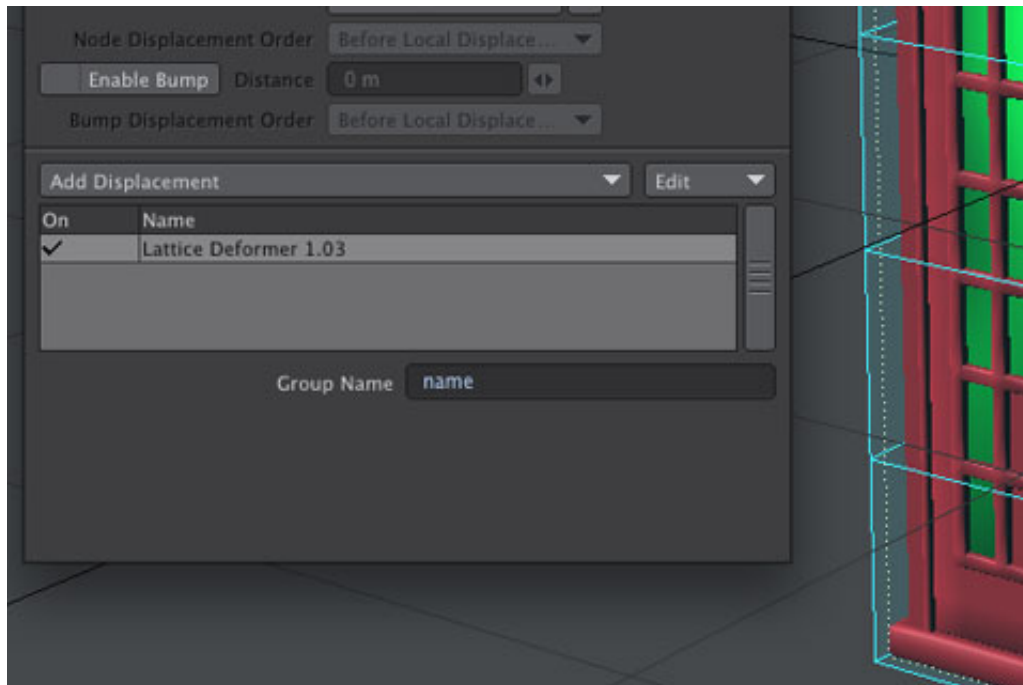 Node Displacement Order Before Local Displace...
Enable Bump Distance 0 m
Bump Displacement Order Before Local Displace...
Add Displacement Edit
On Name
Lattice Deformer 1.03
Group Name name